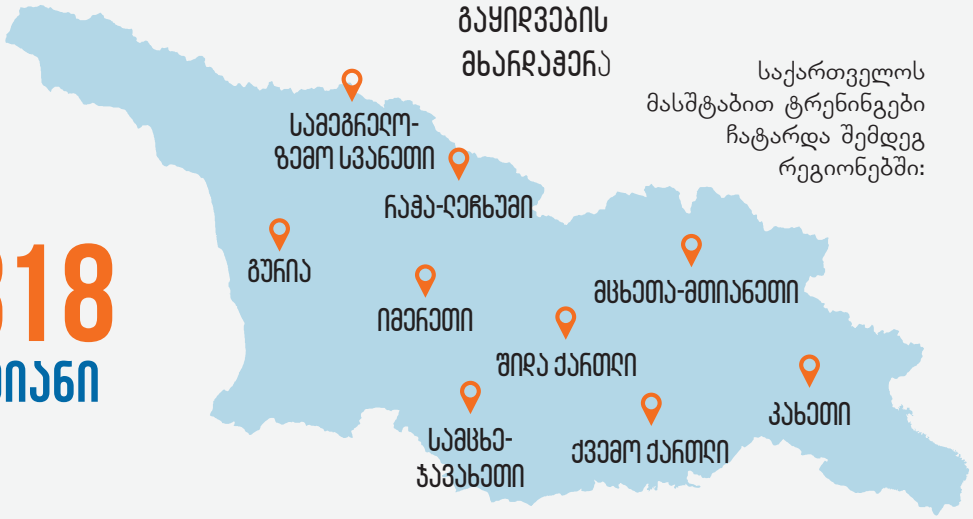 გაყიდვების
მხარდაჭერა
საქართველოს
მასშტაბით ტრენინგები
ჩატარდა შემდეგ
რეგიონებში:
სამეგრელო-
ზემო სვანეთი
რაჭა-ლეჩხუმი
გურია
იმერეთი
მცხეთა-მთიანეთი
შიდა ქართლი
სამცხე-
ჯავახეთი
ქვემო ქართლი
კახეთი